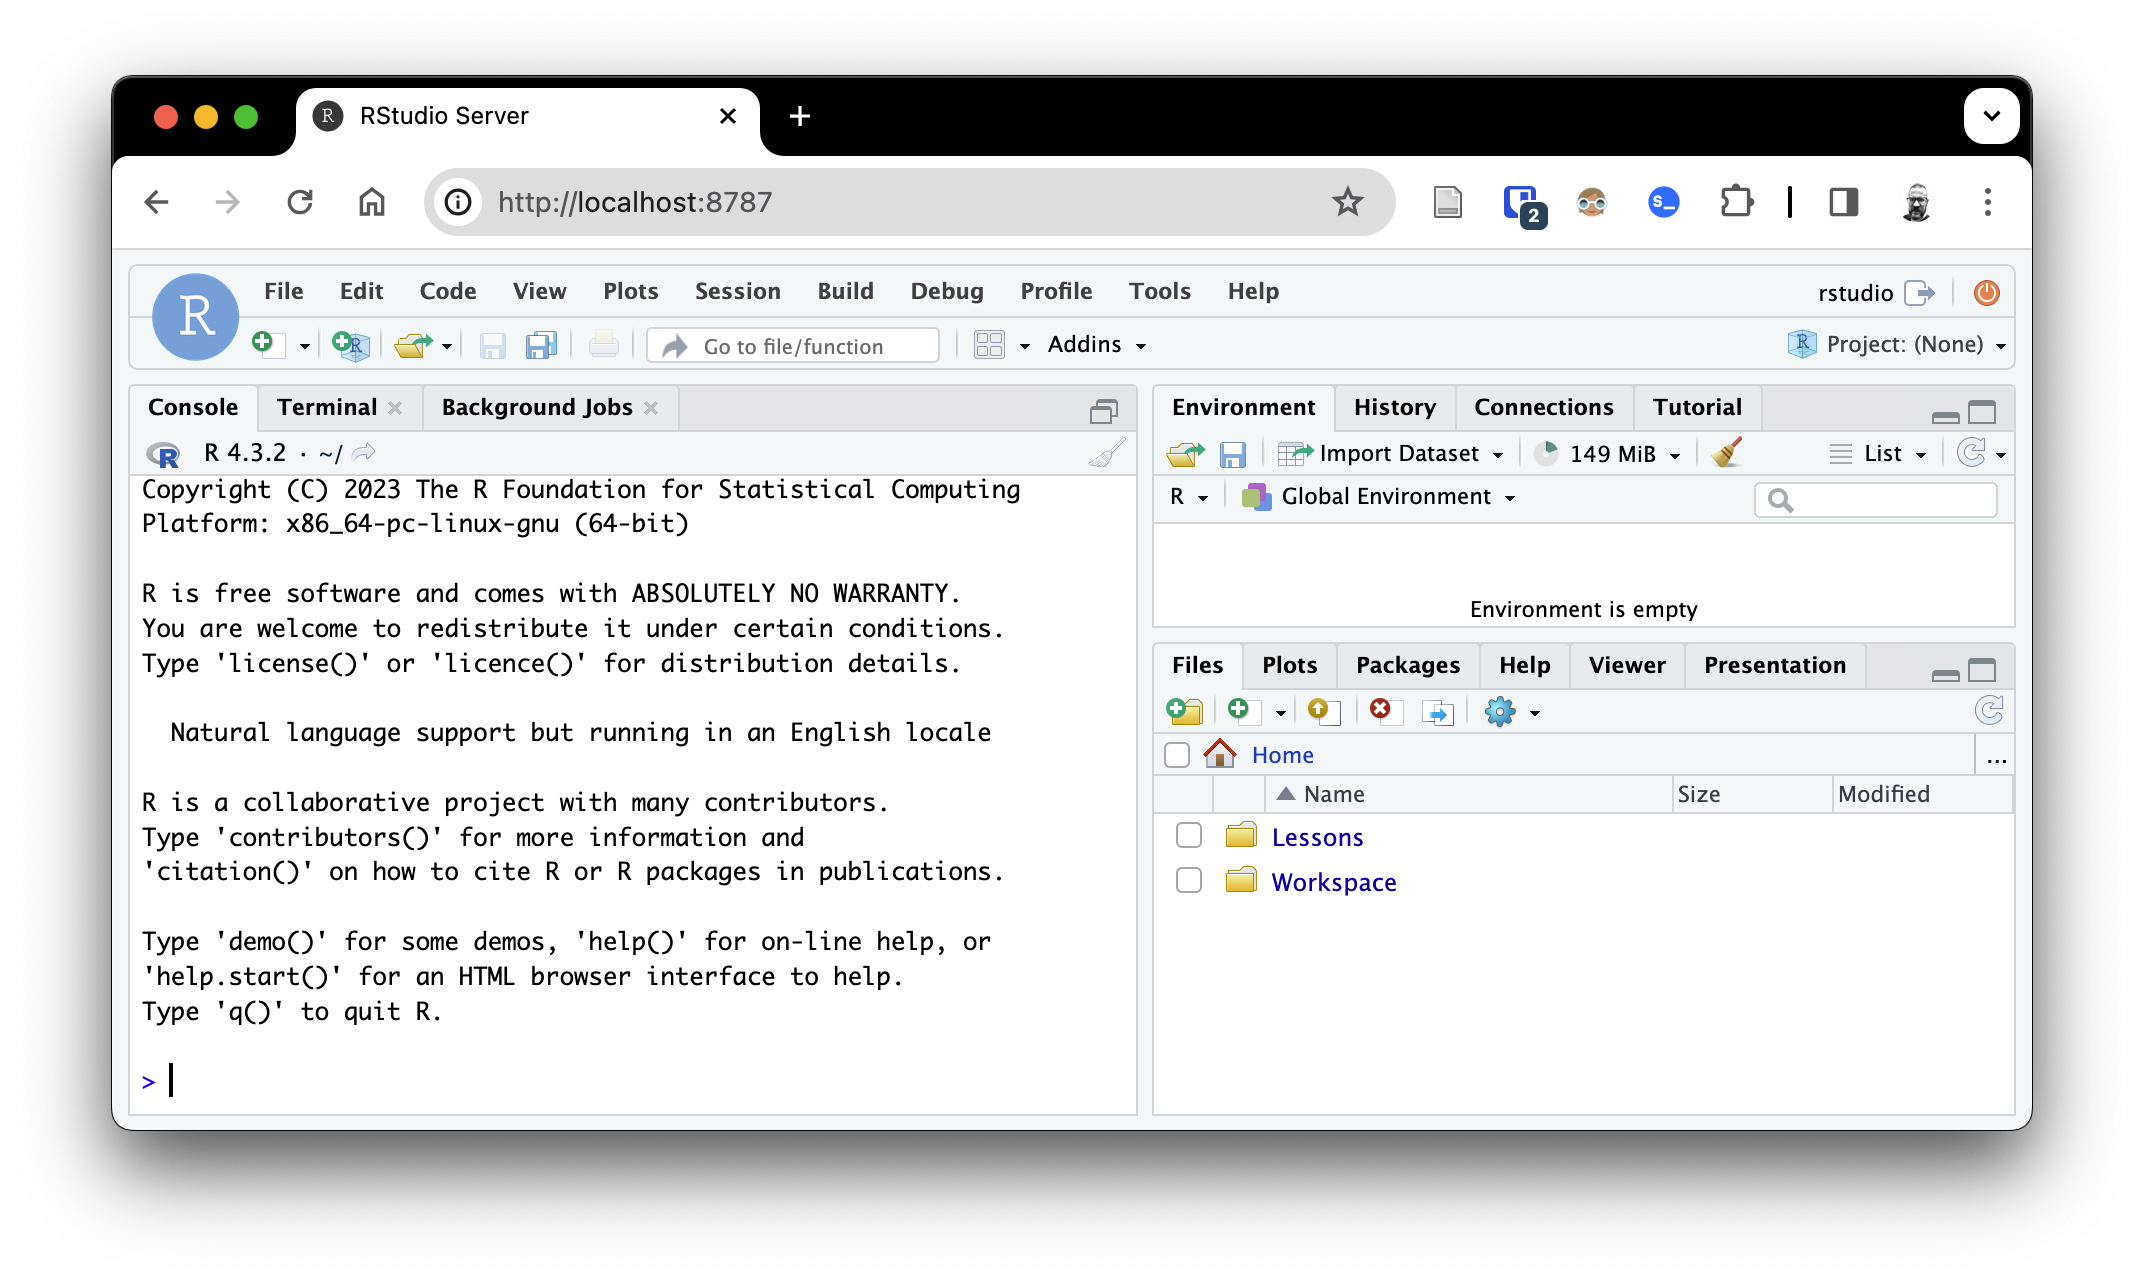 R RStudio Server
http://localhost:8787
2
s_
R
File Edit Code View Plots Session Build Debug Profile Tools Help
rstudio
R Go to file/function Addins
R Project: (None)
Console Terminal Background Jobs
R R 4.3.2 · ~/
Copyright (C) 2023 The R Foundation for Statistical Computing
Platform: x86_64-pc-linux-gnu (64-bit)
R is free software and comes with ABSOLUTELY NO WARRANTY.
You are welcome to redistribute it under certain conditions.
Type 'license()' or 'licence()' for distribution details.
Natural language support but running in an English locale
R is a collaborative project with many contributors.
Type 'contributors()' for more information and
'citation()' on how to cite R or R packages in publications.
Type 'demo()' for some demos, 'help()' for on-line help, or
'help.start()' for an HTML browser interface to help.
Type 'q()' to quit R.
>
Environment History Connections Tutorial
Import Dataset 149 MiB List
R Global Environment
Environment is empty
Files Plots Packages Help Viewer Presentation
Home ...
Name Size Modified
Lessons
Workspace